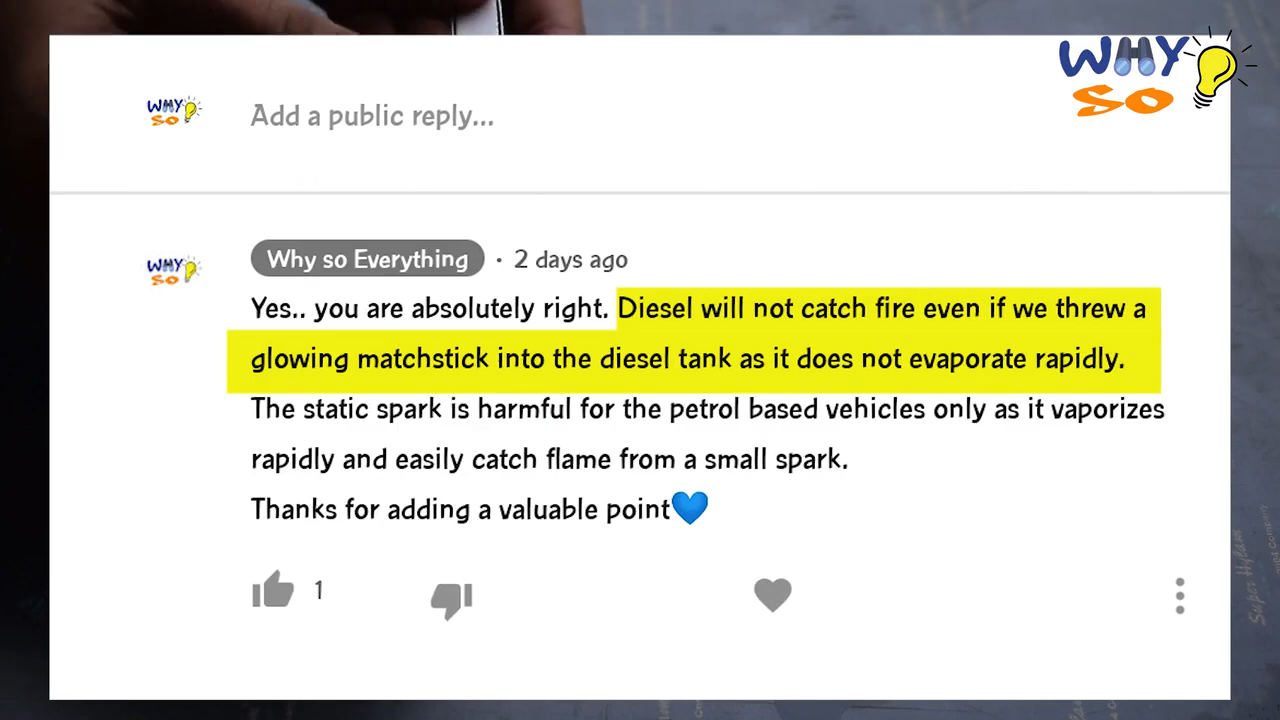 WHY
SO
WHY
SO
Add a public reply...
WHY
SO
Why so Everything · 2 days ago
Yes.. you are absolutely right. Diesel will not catch fire even if we threw a
glowing matchstick into the diesel tank as it does not evaporate rapidly.
The static spark is harmful for the petrol based vehicles only as it vaporizes
rapidly and easily catch flame from a small spark.
Thanks for adding a valuable point💙
1
Super Hylam